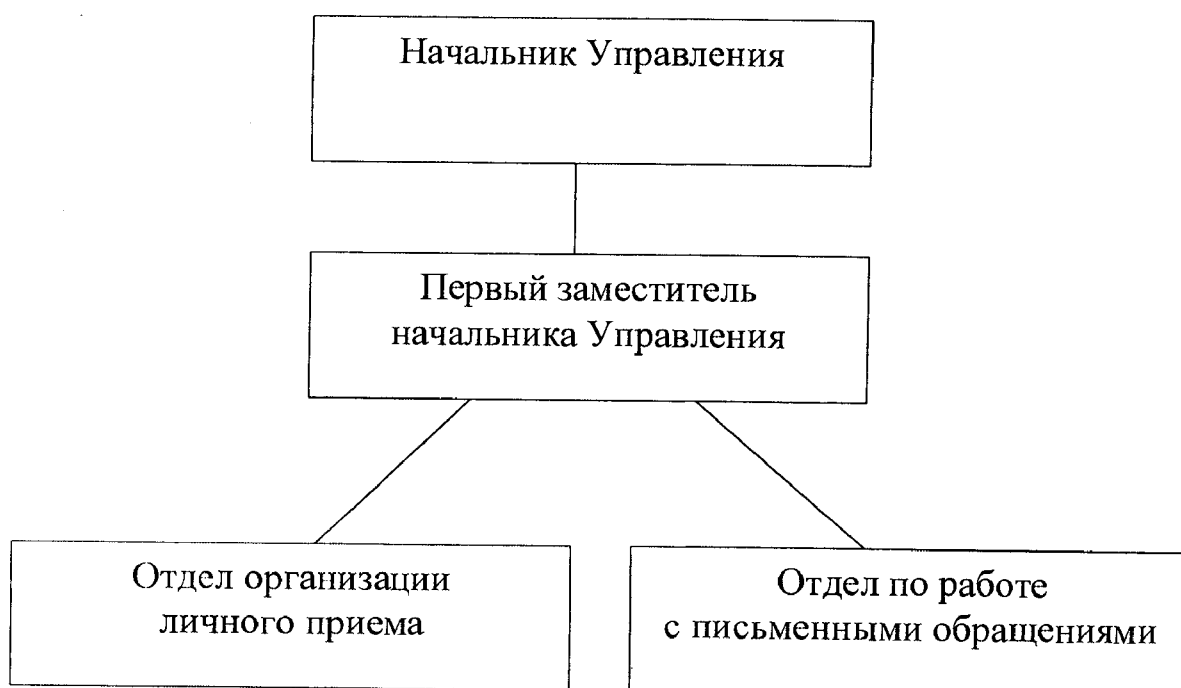 Начальник Управления
Первый заместитель
начальника Управления
Отдел организации
личного приема
Отдел по работе
с письменными обращениями